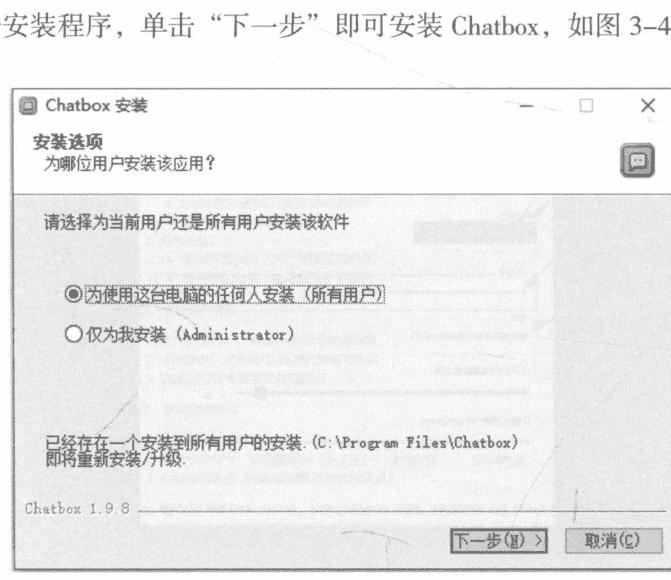 安装程序，单击“下一步”即可安装 Chatbox，如图 3-4
Chatbox 安装
安装选项
为哪位用户安装该应用？
请选择为当前用户还是所有用户安装该软件
为使用这台电脑的任何人安装（所有用户）
仅为我安装（Administrator）
已经存在一个安装到所有用户的安装.(C:\Program Files\Chatbox)
即将重新安装/升级.
Chatbox 1.9.8
下一步(N) >
取消(C)